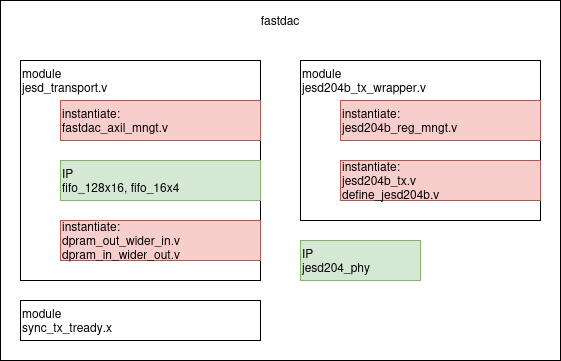 fastdac
module
jesd_transport.v
instantiate:
fastdac_axil_mngt.v
IP
fifo_128x16, fifo_16x4
instantiate:
dpram_out_wider_in.v
dpram_in_wider_out.v
module
sync_tx_tready.x
module
jesd204b_tx_wrapper.v
instantiate:
jesd204b_reg_mngt.v
instantiate:
jesd204b_tx.v
define_jesd204b.v
IP
jesd204_phy